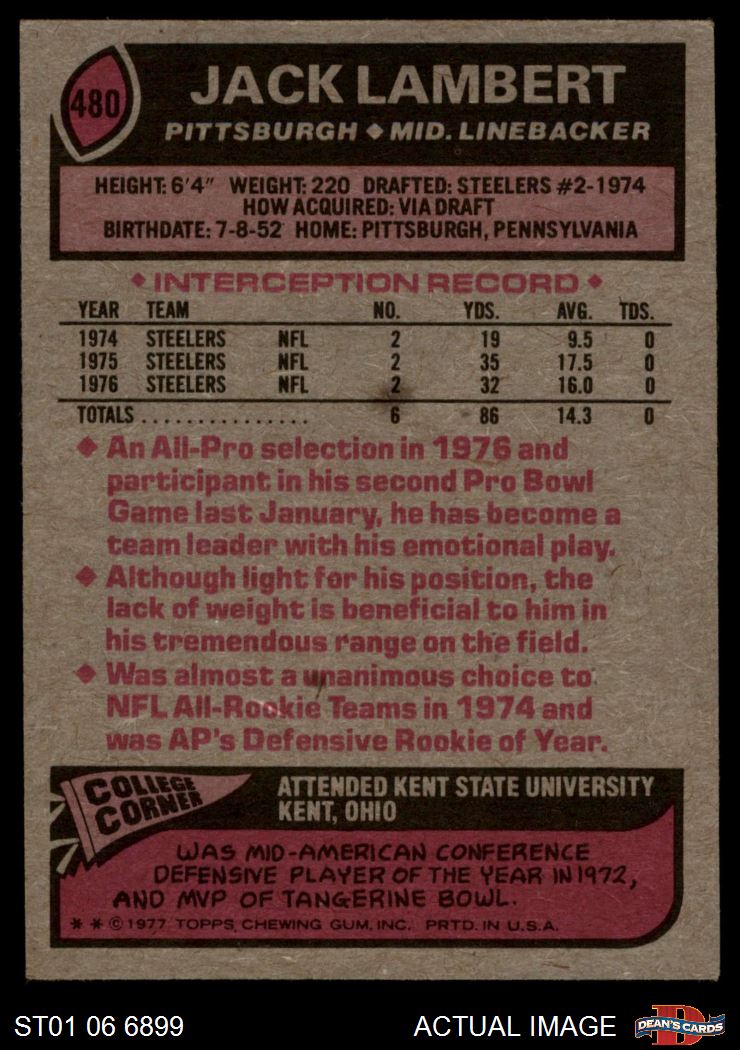 480
JACK LAMBERT
PITTSBURGH ◆ MID. LINEBACKER
HEIGHT: 6'4" WEIGHT: 220 DRAFTED: STEELERS #2-1974
HOW ACQUIRED: VIA DRAFT
BIRTHDATE: 7-8-52 HOME: PITTSBURGH, PENNSYLVANIA
◆ INTERCEPTION RECORD ◆
YEAR TEAM NO. YDS. AVG. TDS.
1974 STEELERS NFL 2 19 9.5 0
1975 STEELERS NFL 2 35 17.5 0
1976 STEELERS NFL 2 32 16.0 0
TOTALS ............... 6 86 14.3 0
◆ An All-Pro selection in 1976 and
participant in his second Pro Bowl
Game last January, he has become a
team leader with his emotional play.
◆ Although light for his position, the
lack of weight is beneficial to him in
his tremendous range on the field.
◆ Was almost a unanimous choice to
NFL All-Rookie Teams in 1974 and
was AP's Defensive Rookie of Year.
COLLEGE
CORNER
ATTENDED KENT STATE UNIVERSITY
KENT, OHIO
WAS MID-AMERICAN CONFERENCE
DEFENSIVE PLAYER OF THE YEAR IN 1972,
AND MVP OF TANGERINE BOWL.
* * © 1977 TOPPS CHEWING GUM, INC. PRTD. IN U.S.A.
ST01 06 6899
ACTUAL IMAGE
D
DEAN'S CARDS